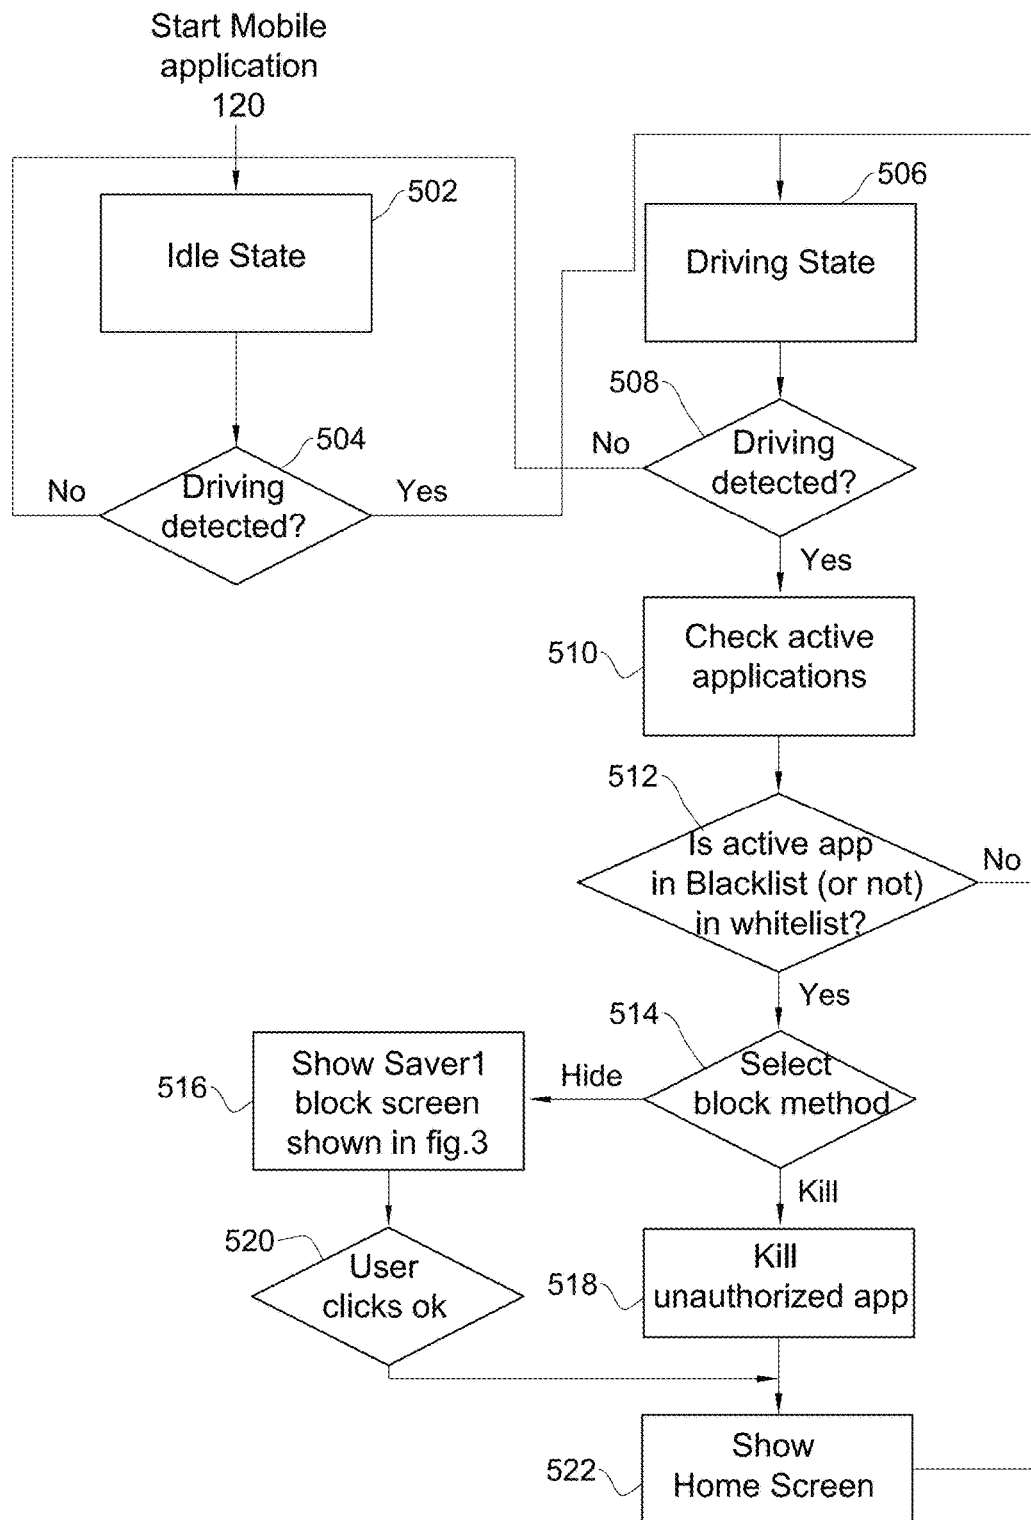 Start Mobile
application
120
502
Idle State
504
Driving
detected?
No
Yes
506
Driving State
508
Driving
detected?
No
Yes
510
Check active
applications
512
Is active app
in Blacklist (or not)
in whitelist?
No
Yes
514
Select
block method
Hide
Kill
516
Show Saver1
block screen
shown in fig.3
520
User
clicks ok
518
Kill
unauthorized app
522
Show
Home Screen